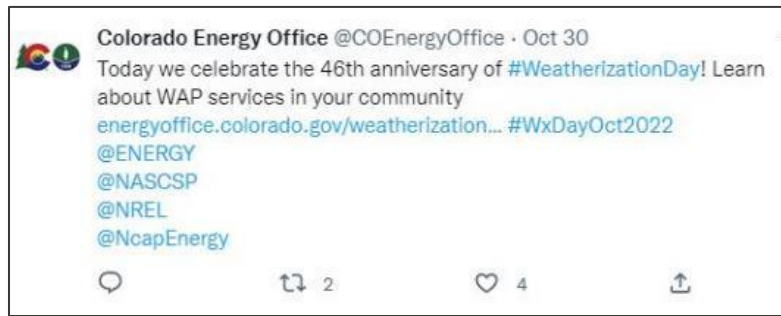 Colorado Energy Office @COEnergyOffice · Oct 30
Today we celebrate the 46th anniversary of #WeatherizationDay! Learn
about WAP services in your community
energyoffice.colorado.gov/weatherization... #WxDayOct2022
@ENERGY
@NASCSP
@NREL
@NcapEnergy
2 4